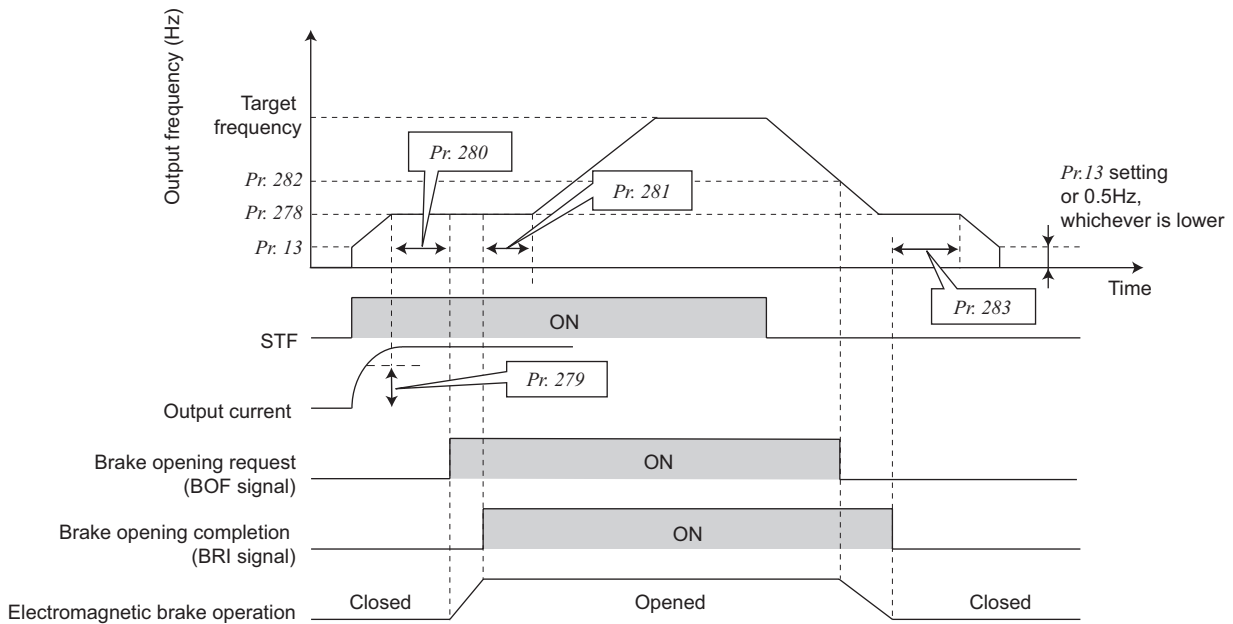 Output frequency (Hz)
Target
frequency
Pr. 280
Pr. 282
Pr. 281
Pr. 278
Pr. 13
Pr.13 setting
or 0.5Hz,
whichever is lower
Time
Pr. 283
ON
STF
Pr. 279
Output current
Brake opening request
(BOF signal)
ON
Brake opening completion
(BRI signal)
ON
Electromagnetic brake operation
Closed
Opened
Closed